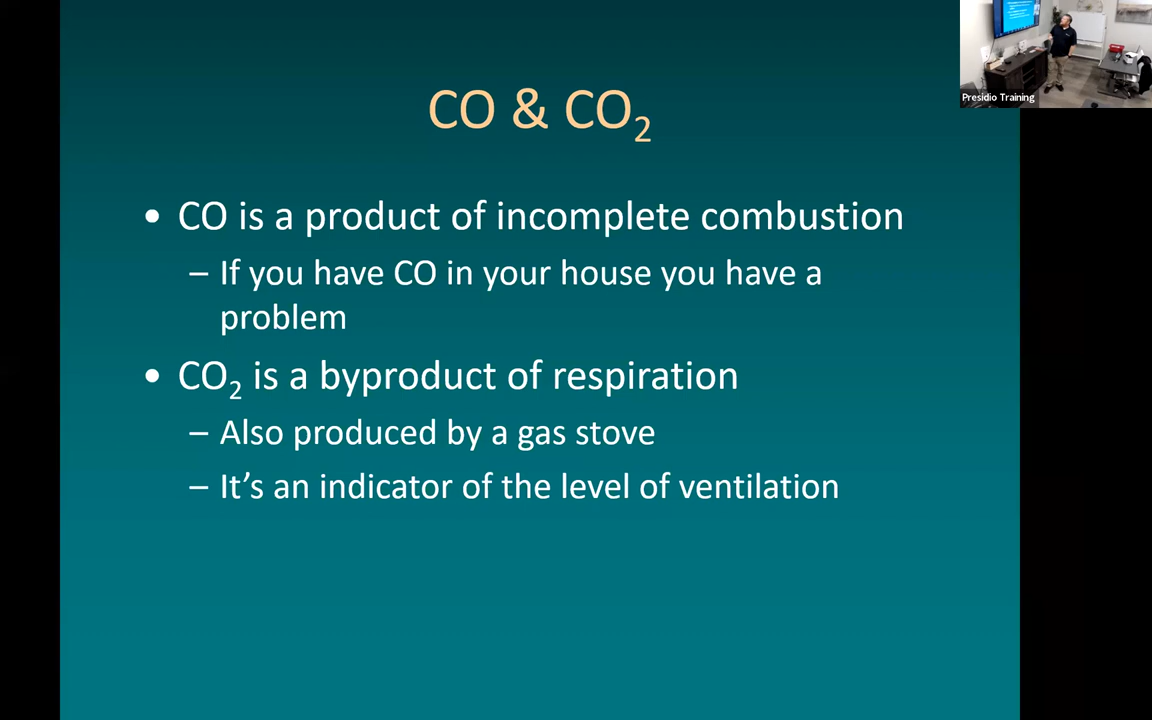 CO & CO₂
• CO is a product of incomplete combustion
– If you have CO in your house you have a
problem
• CO₂ is a byproduct of respiration
– Also produced by a gas stove
– It’s an indicator of the level of ventilation
Presidio Training